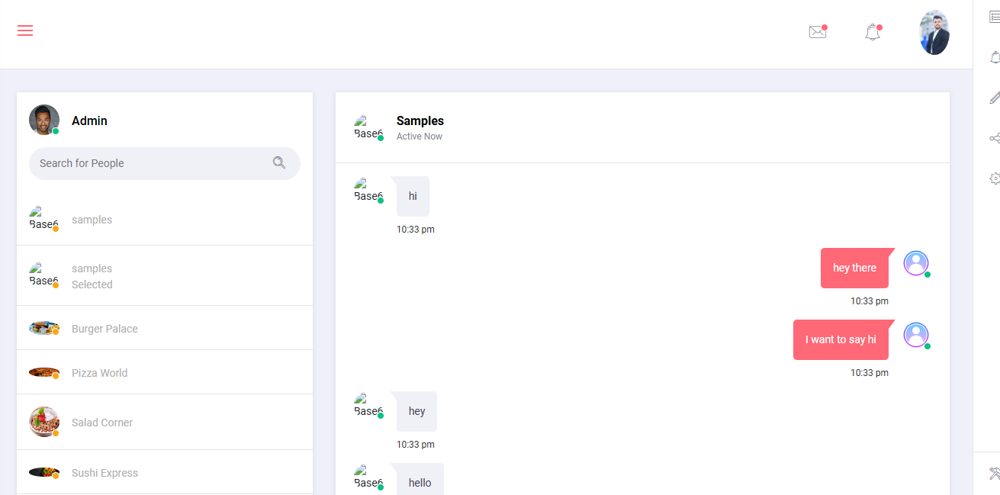 Admin
Search for People
Base6
samples
Base6
samples
Selected
Burger Palace
Pizza World
Salad Corner
Sushi Express
Base6
Samples
Active Now
Base6
hi
10:33 pm
hey there
10:33 pm
I want to say hi
10:33 pm
Base6
hey
10:33 pm
Base6
hello